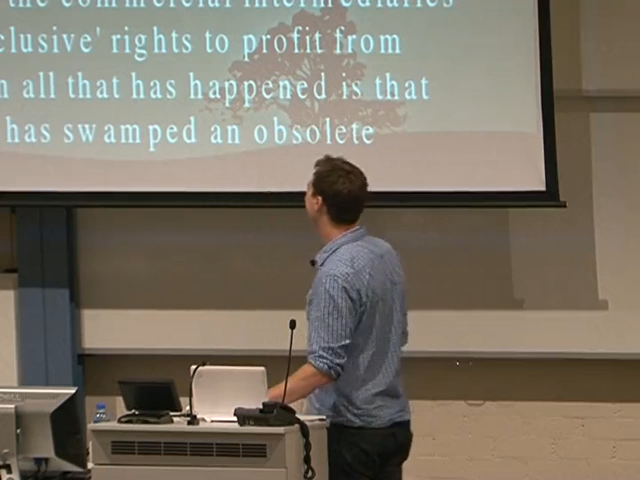 the commercial intermediaries
clusive' rights to profit from
n all that has happened is that
has swamped an obsolete